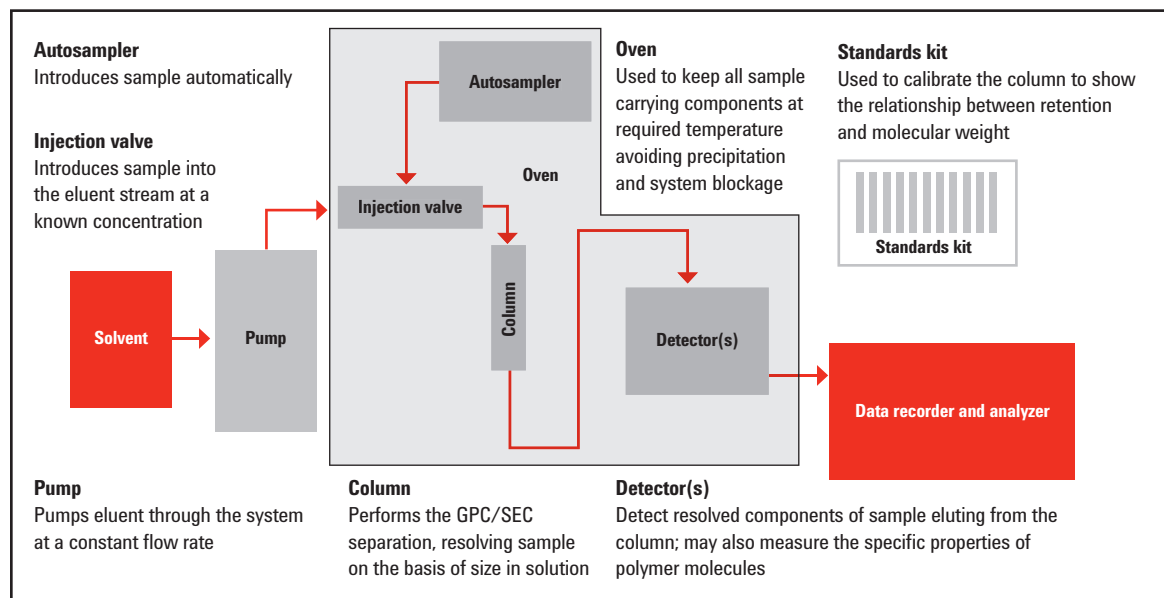 Autosampler
Introduces sample automatically
Injection valve
Introduces sample into
the eluent stream at a
known concentration
Solvent
Pump
Autosampler
Oven
Injection valve
Column
Detector(s)
Oven
Used to keep all sample
carrying components at
required temperature
avoiding precipitation
and system blockage
Standards kit
Used to calibrate the column to show
the relationship between retention
and molecular weight
Standards kit
Data recorder and analyzer
Pump
Pumps eluent through the system
at a constant flow rate
Column
Performs the GPC/SEC
separation, resolving sample
on the basis of size in solution
Detector(s)
Detect resolved components of sample eluting from the
column; may also measure the specific properties of
polymer molecules